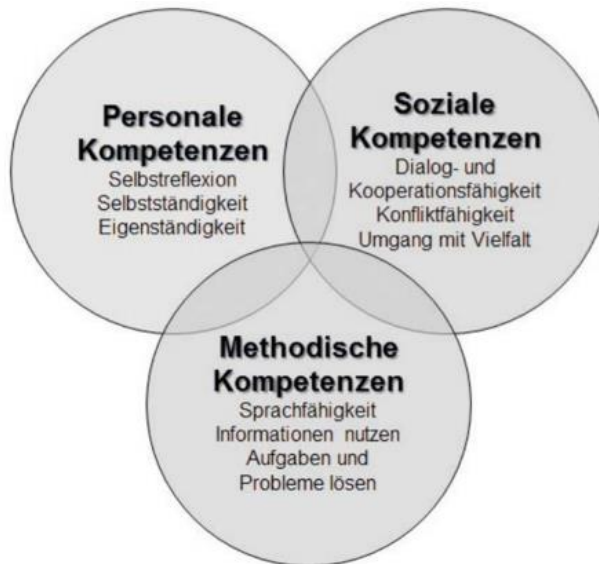 Personale
Kompetenzen
Selbstreflexion
Selbstständigkeit
Eigenständigkeit
Soziale
Kompetenzen
Dialog- und
Kooperationsfähigkeit
Konfliktfähigkeit
Umgang mit Vielfalt
Methodische
Kompetenzen
Sprachfähigkeit
Informationen nutzen
Aufgaben und
Probleme lösen